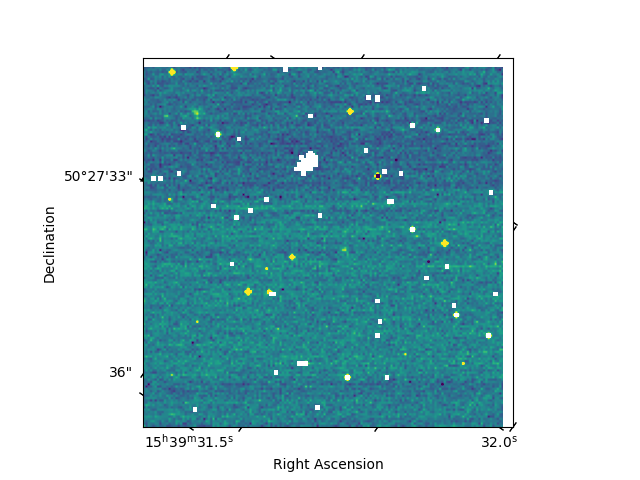 50°27'33"
Declination
36"
15ʰ39ᵐ31.5ˢ
32.0ˢ
Right Ascension